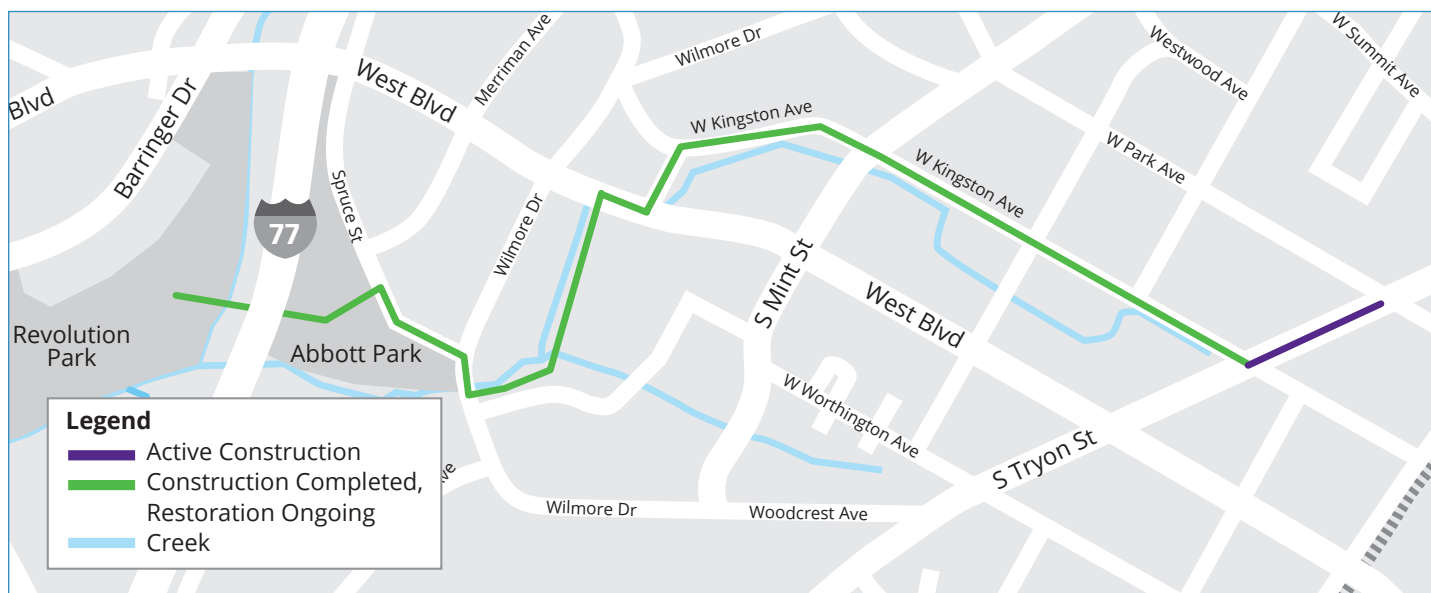 Wilmore Dr
Merriman Ave
W Summit Ave
Westwood Ave
West Blvd
Blvd
Barringer Dr
W Kingston Ave
W Kingston Ave
W Park Ave
Spruce St
77
Wilmore Dr
S Mint St
West Blvd
Revolution
Park
Abbott Park
W Worthington Ave
S Tryon St
Legend
Active Construction
Construction Completed,
Restoration Ongoing
Creek
ve
Wilmore Dr
Woodcrest Ave